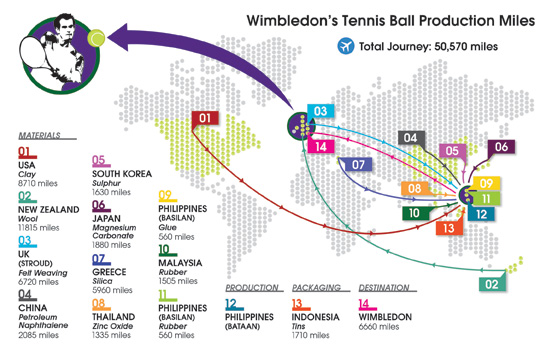 Wimbledon's Tennis Ball Production Miles
Total Journey: 50,570 miles
03
01
14
04
05
06
07
08
09
11
10
12
13
02
MATERIALS
01
USA
Clay
8710 miles
02
NEW ZEALAND
Wool
11815 miles
03
UK
(STROUD)
Felt Weaving
6720 miles
04
CHINA
Petroleum
Naphthalene
2085 miles
05
SOUTH KOREA
Sulphur
1630 miles
06
JAPAN
Magnesium
Carbonate
1880 miles
07
GREECE
Silica
5960 miles
08
THAILAND
Zinc Oxide
1335 miles
09
PHILIPPINES
(BASILAN)
Glue
560 miles
10
MALAYSIA
Rubber
1505 miles
11
PHILIPPINES
(BASILAN)
Rubber
560 miles
PRODUCTION
12
PHILIPPINES
(BATAAN)
PACKAGING
13
INDONESIA
Tins
1710 miles
DESTINATION
14
WIMBLEDON
6660 miles